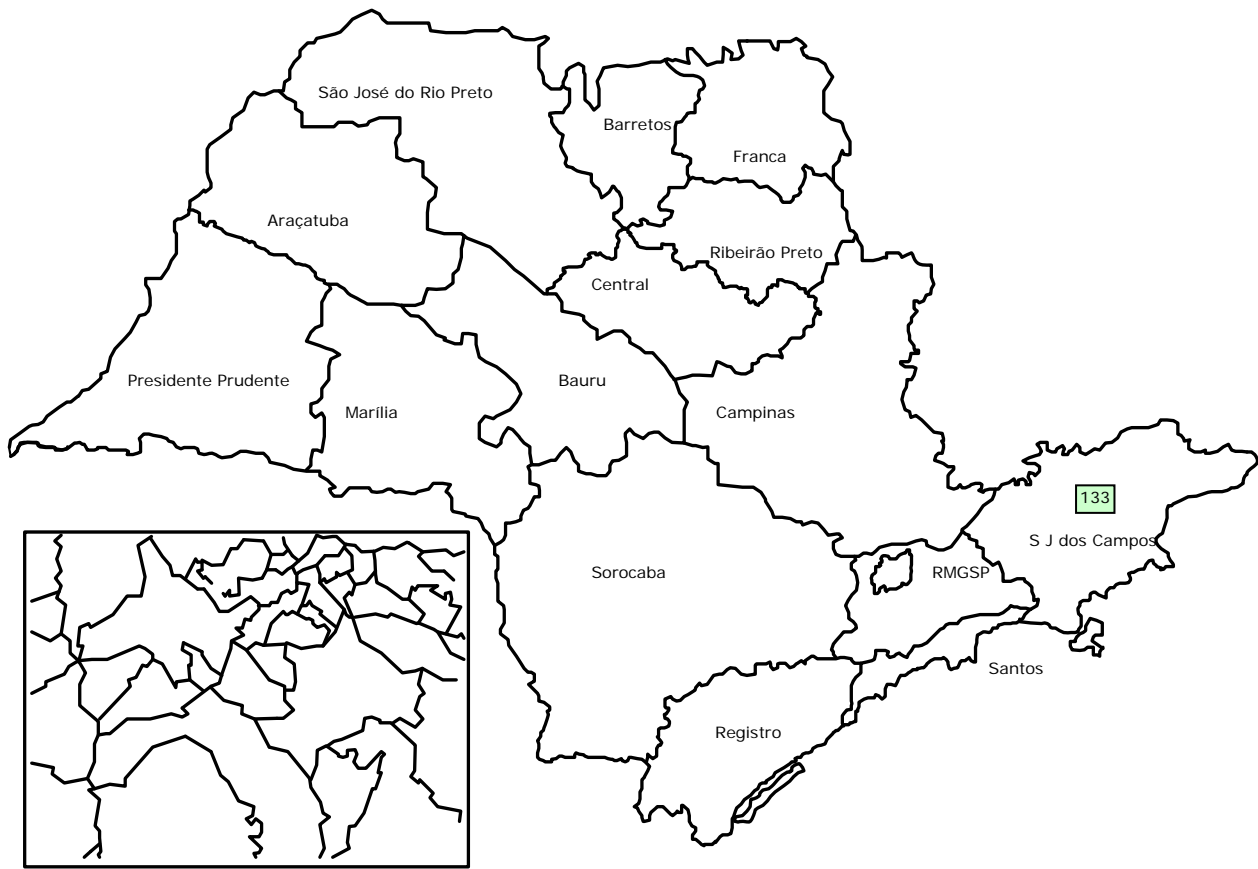 São José do Rio Preto
Barretos
Franca
Araçatuba
Ribeirão Preto
Central
Presidente Prudente
Marília
Bauru
Campinas
133
S J dos Campos
Sorocaba
RMGSP
Santos
Registro